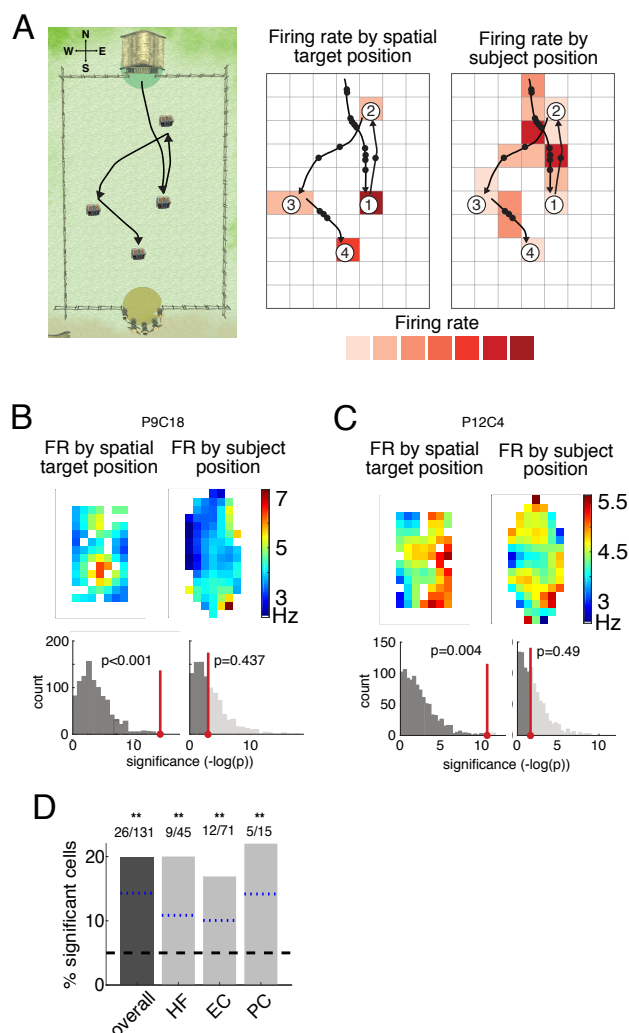 A
N
W E
S
Firing rate by spatial
target position
Firing rate by
subject position
2
3
1
4
2
3
1
4
Firing rate
B
P9C18
FR by spatial
target position
FR by subject
position
7
5
3
Hz
200
100
0
count
p<0.001
p=0.437
0 10
0 10
significance (-log(p))
C
P12C4
FR by spatial
target position
FR by subject
position
5.5
4.5
3
Hz
150
100
50
0
count
p=0.004
p=0.49
0 5 10
0 5 10
significance (-log(p))
D
** ** ** **
26/131 9/45 12/71 5/15
20
10
0
% significant cells
overall HF EC PC